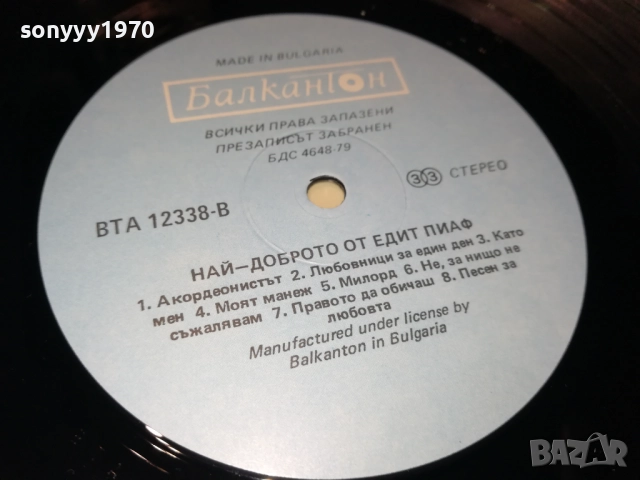 sonyyy1970
MADE IN BULGARIA
Балкантон
ВСИЧКИ ПРАВА ЗАПАЗЕНИ
ПРЕЗАПИСЪТ ЗАБРАНЕН
БДС 4648-79
ВТА 12338-В
33 СТЕРЕО
НАЙ-ДОБРОТО ОТ ЕДИТ ПИАФ
1. Акордеонистът 2. Любовници за един ден 3. Като
мен 4. Моят манеж 5. Милорд 6. Не, за нищо не
съжалявам 7. Правото да обичаш 8. Песен за
любовта
Manufactured under license by
Balkanton in Bulgaria
BAZAR.bg